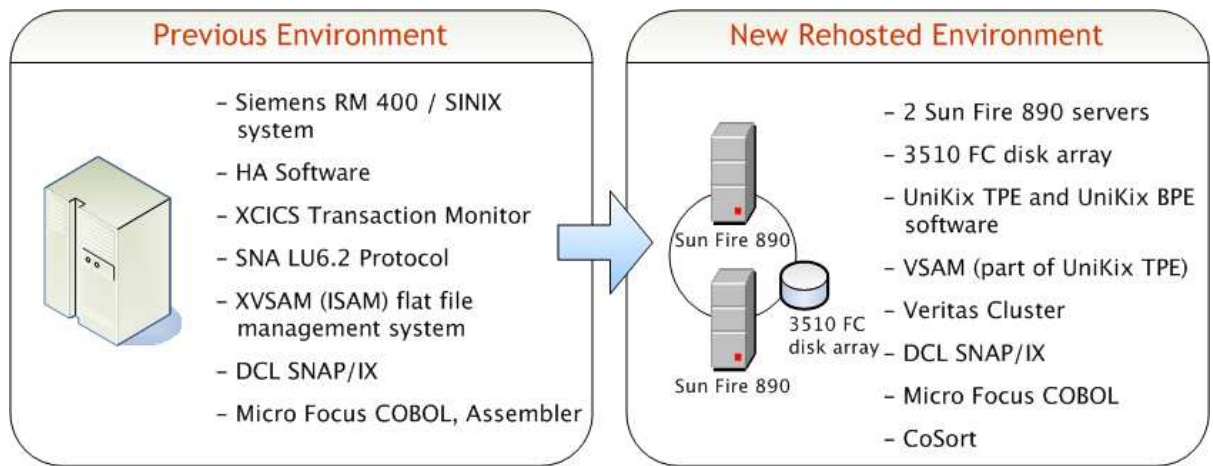 Previous Environment
– Siemens RM 400 / SINIX
system
– HA Software
– XCICS Transaction Monitor
– SNA LU6.2 Protocol
– XVSAM (ISAM) flat file
management system
– DCL SNAP/IX
– Micro Focus COBOL, Assembler
New Rehosted Environment
Sun Fire 890
Sun Fire 890
3510 FC
disk array
– 2 Sun Fire 890 servers
– 3510 FC disk array
– UniKix TPE and UniKix BPE
software
– VSAM (part of UniKix TPE)
– Veritas Cluster
– DCL SNAP/IX
– Micro Focus COBOL
– CoSort